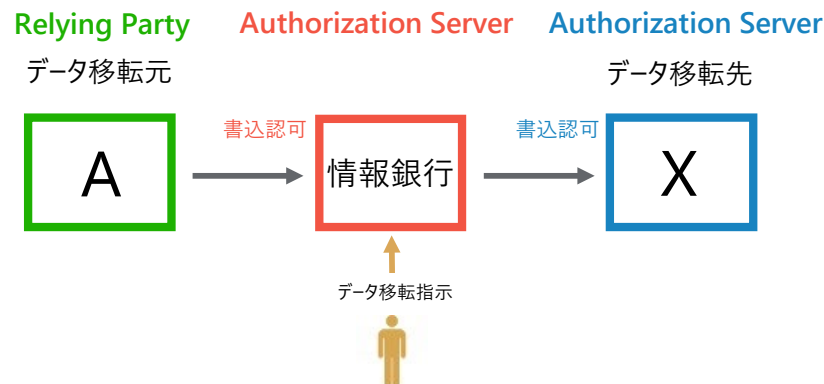 Relying Party
Authorization Server
Authorization Server
データ移転元
データ移転先
書込認可
書込認可
A
情報銀行
X
データ移転指示